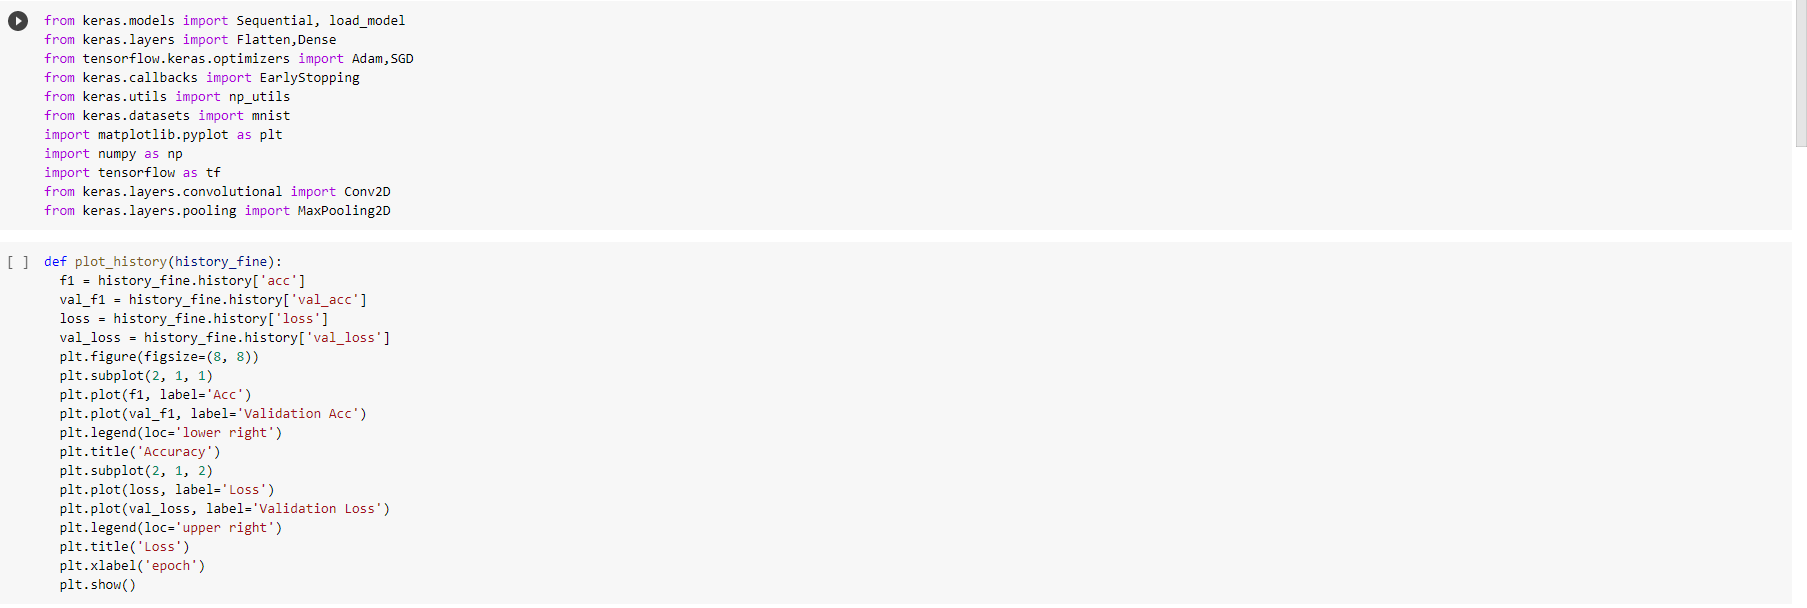 from keras.models import Sequential, load_model
from keras.layers import Flatten,Dense
from tensorflow.keras.optimizers import Adam,SGD
from keras.callbacks import EarlyStopping
from keras.utils import np_utils
from keras.datasets import mnist
import matplotlib.pyplot as plt
import numpy as np
import tensorflow as tf
from keras.layers.convolutional import Conv2D
from keras.layers.pooling import MaxPooling2D
[ ] def plot_history(history_fine):
  f1 = history_fine.history['acc']
  val_f1 = history_fine.history['val_acc']
  loss = history_fine.history['loss']
  val_loss = history_fine.history['val_loss']
  plt.figure(figsize=(8, 8))
  plt.subplot(2, 1, 1)
  plt.plot(f1, label='Acc')
  plt.plot(val_f1, label='Validation Acc')
  plt.legend(loc='lower right')
  plt.title('Accuracy')
  plt.subplot(2, 1, 2)
  plt.plot(loss, label='Loss')
  plt.plot(val_loss, label='Validation Loss')
  plt.legend(loc='upper right')
  plt.title('Loss')
  plt.xlabel('epoch')
  plt.show()